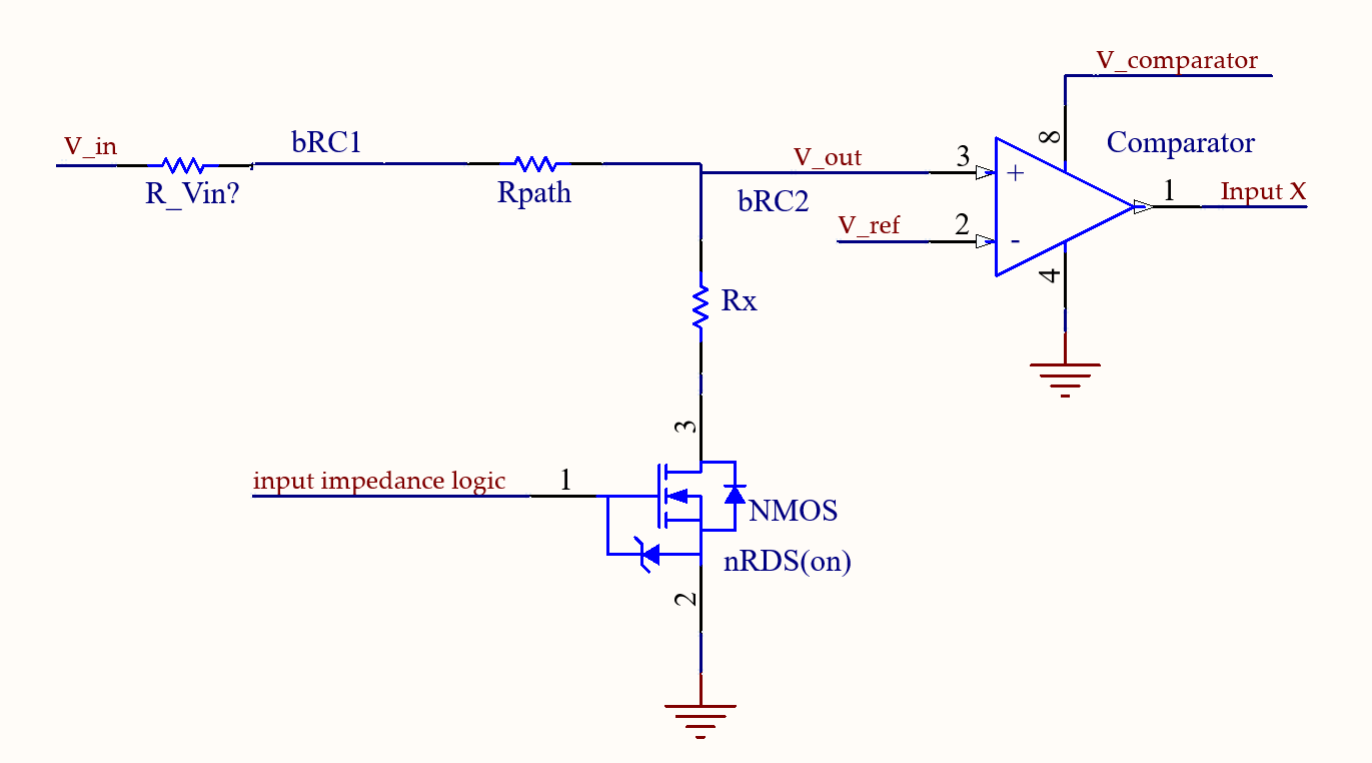 V_comparator
8
Comparator
V_in
bRC1
V_out
3
+
R_Vin?
Rpath
bRC2
1
Input X
V_ref
2
-
4
Rx
3
input impedance logic
1
NMOS
nRDS(on)
2